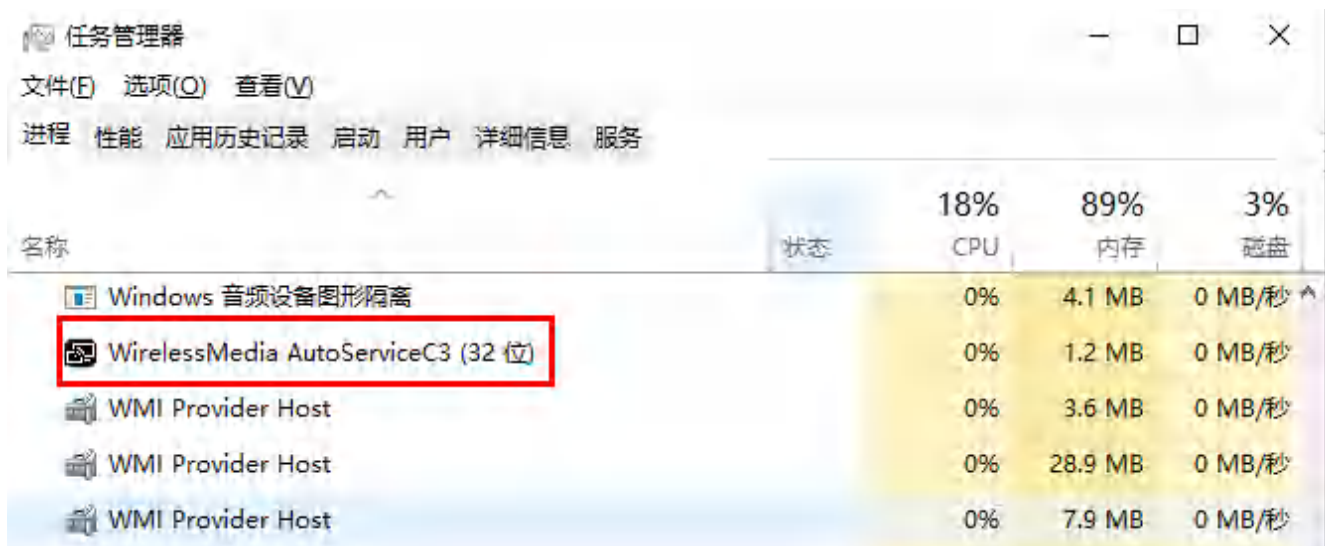 任务管理器
文件(F) 选项(O) 查看(V)
进程 性能 应用历史记录 启动 用户 详细信息 服务
18% 89% 3%
名称 状态 CPU 内存 磁盘
Windows 音频设备图形隔离 0% 4.1 MB 0 MB/秒
WirelessMedia AutoServiceC3 (32 位) 0% 1.2 MB 0 MB/秒
WMI Provider Host 0% 3.6 MB 0 MB/秒
WMI Provider Host 0% 28.9 MB 0 MB/秒
WMI Provider Host 0% 7.9 MB 0 MB/秒